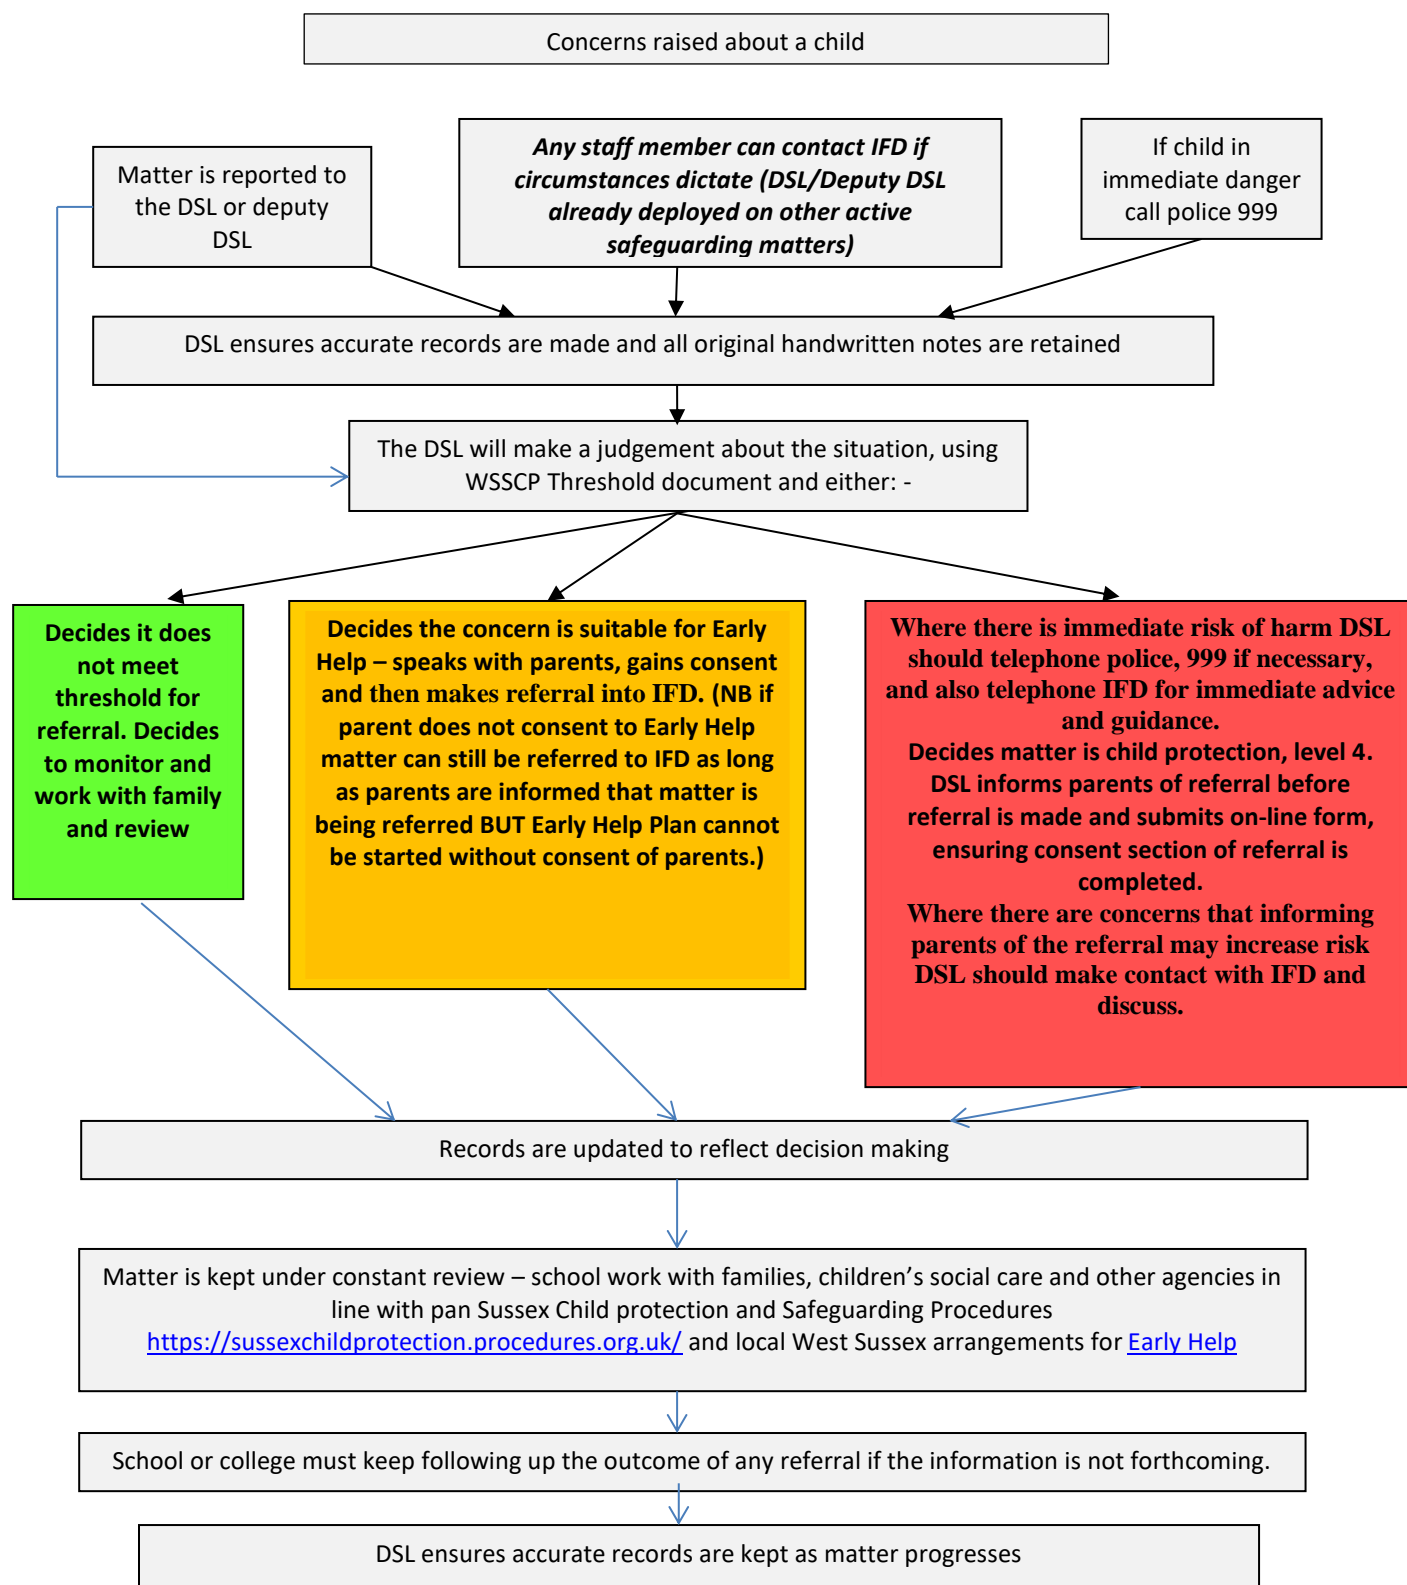 Concerns raised about a child
Matter is reported to
the DSL or deputy
DSL
Any staff member can contact IFD if
circumstances dictate (DSL/Deputy DSL
already deployed on other active
safeguarding matters)
If child in
immediate danger
call police 999
DSL ensures accurate records are made and all original handwritten notes are retained
The DSL will make a judgement about the situation, using
WSSCP Threshold document and either: -
Decides it does
not meet
threshold for
referral. Decides
to monitor and
work with family
and review
Decides the concern is suitable for Early
Help – speaks with parents, gains consent
and then makes referral into IFD. (NB if
parent does not consent to Early Help
matter can still be referred to IFD as long
as parents are informed that matter is
being referred BUT Early Help Plan cannot
be started without consent of parents.)
Where there is immediate risk of harm DSL
should telephone police, 999 if necessary,
and also telephone IFD for immediate advice
and guidance.
Decides matter is child protection, level 4.
DSL informs parents of referral before
referral is made and submits on-line form,
ensuring consent section of referral is
completed.
Where there are concerns that informing
parents of the referral may increase risk
DSL should make contact with IFD and
discuss.
Records are updated to reflect decision making
Matter is kept under constant review – school work with families, children’s social care and other agencies in
line with pan Sussex Child protection and Safeguarding Procedures
https://sussexchildprotection.procedures.org.uk/ and local West Sussex arrangements for Early Help
School or college must keep following up the outcome of any referral if the information is not forthcoming.
DSL ensures accurate records are kept as matter progresses